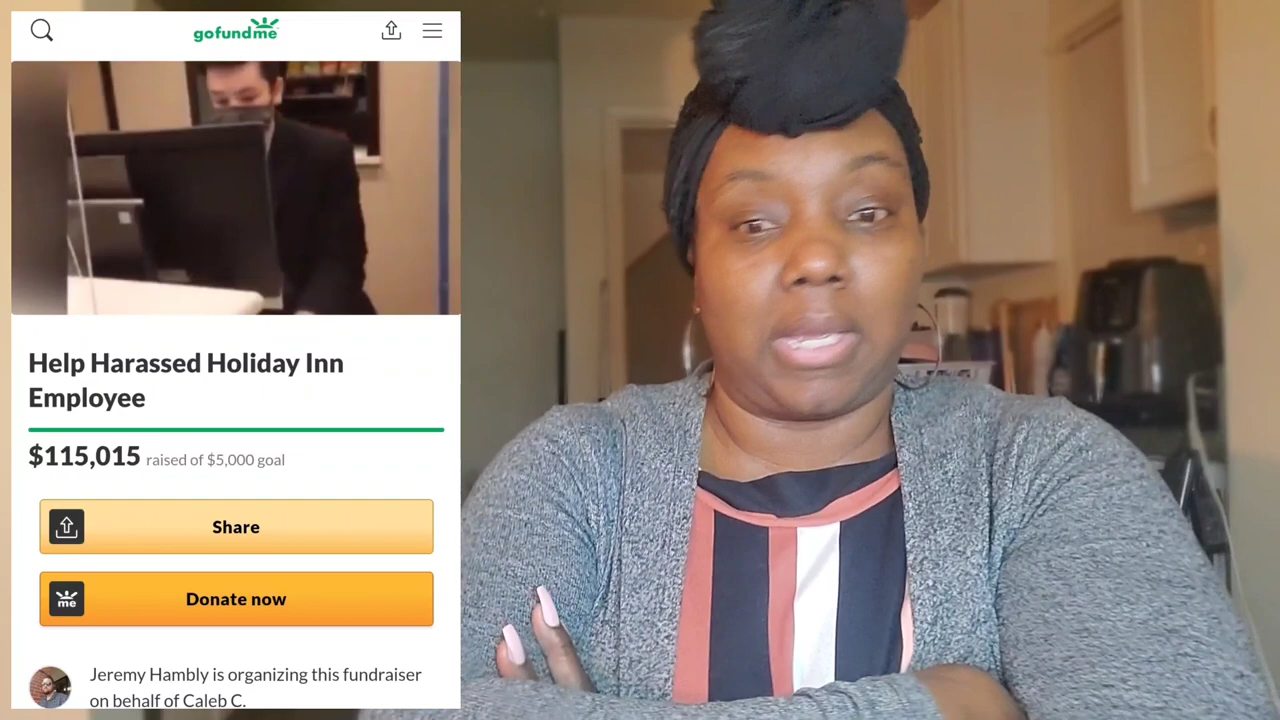 gofundme
Help Harassed Holiday Inn
Employee
$115,015 raised of $5,000 goal
Share
me
Donate now
Jeremy Hambly is organizing this fundraiser
on behalf of Caleb C.